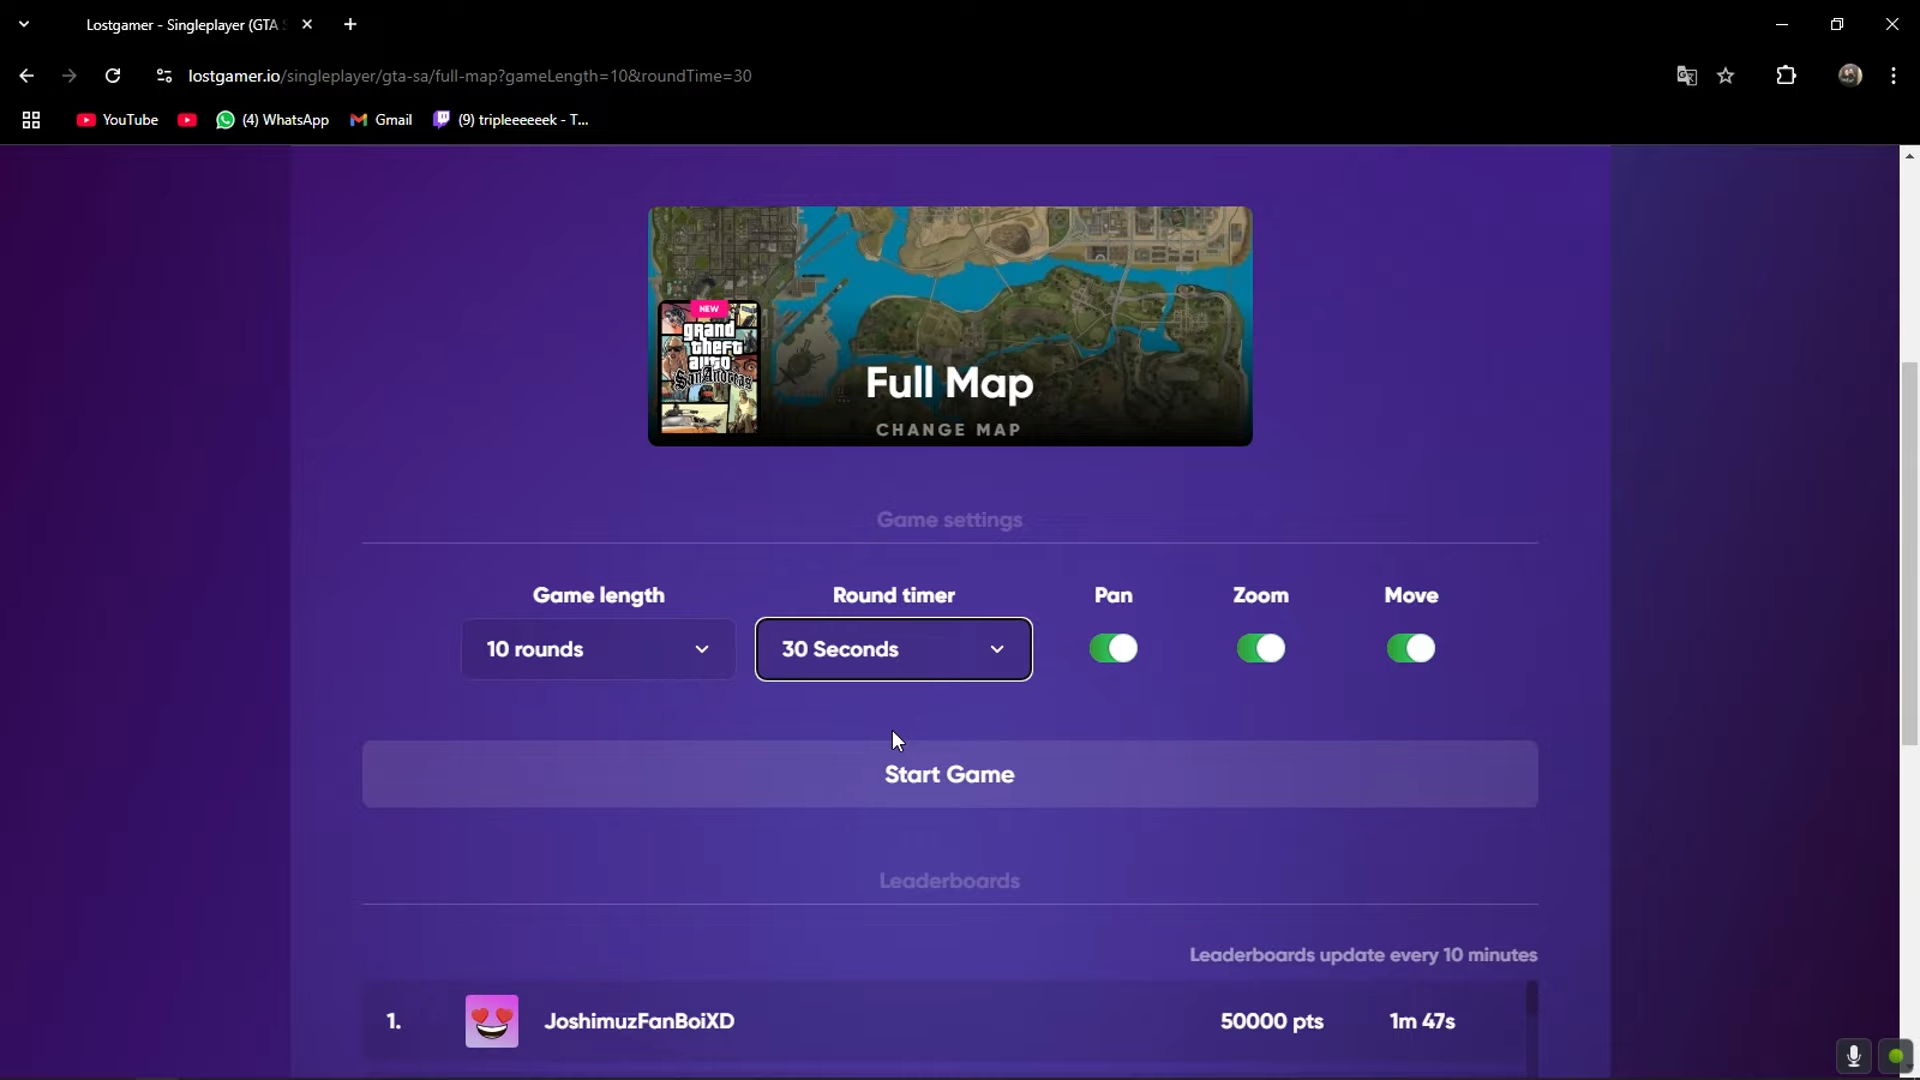 Lostgamer - Singleplayer (GTA
lostgamer.io/singleplayer/gta-sa/full-map?gameLength=10&roundTime=30
YouTube
(4) WhatsApp
Gmail
(9) tripleeeeeek - T...
NEW
grand
theft
auto
SanAndreas
Full Map
CHANGE MAP
Game settings
Game length
Round timer
Pan
Zoom
Move
10 rounds
30 Seconds
Start Game
Leaderboards
Leaderboards update every 10 minutes
1.
JoshimuzFanBoiXD
50000 pts
1m 47s